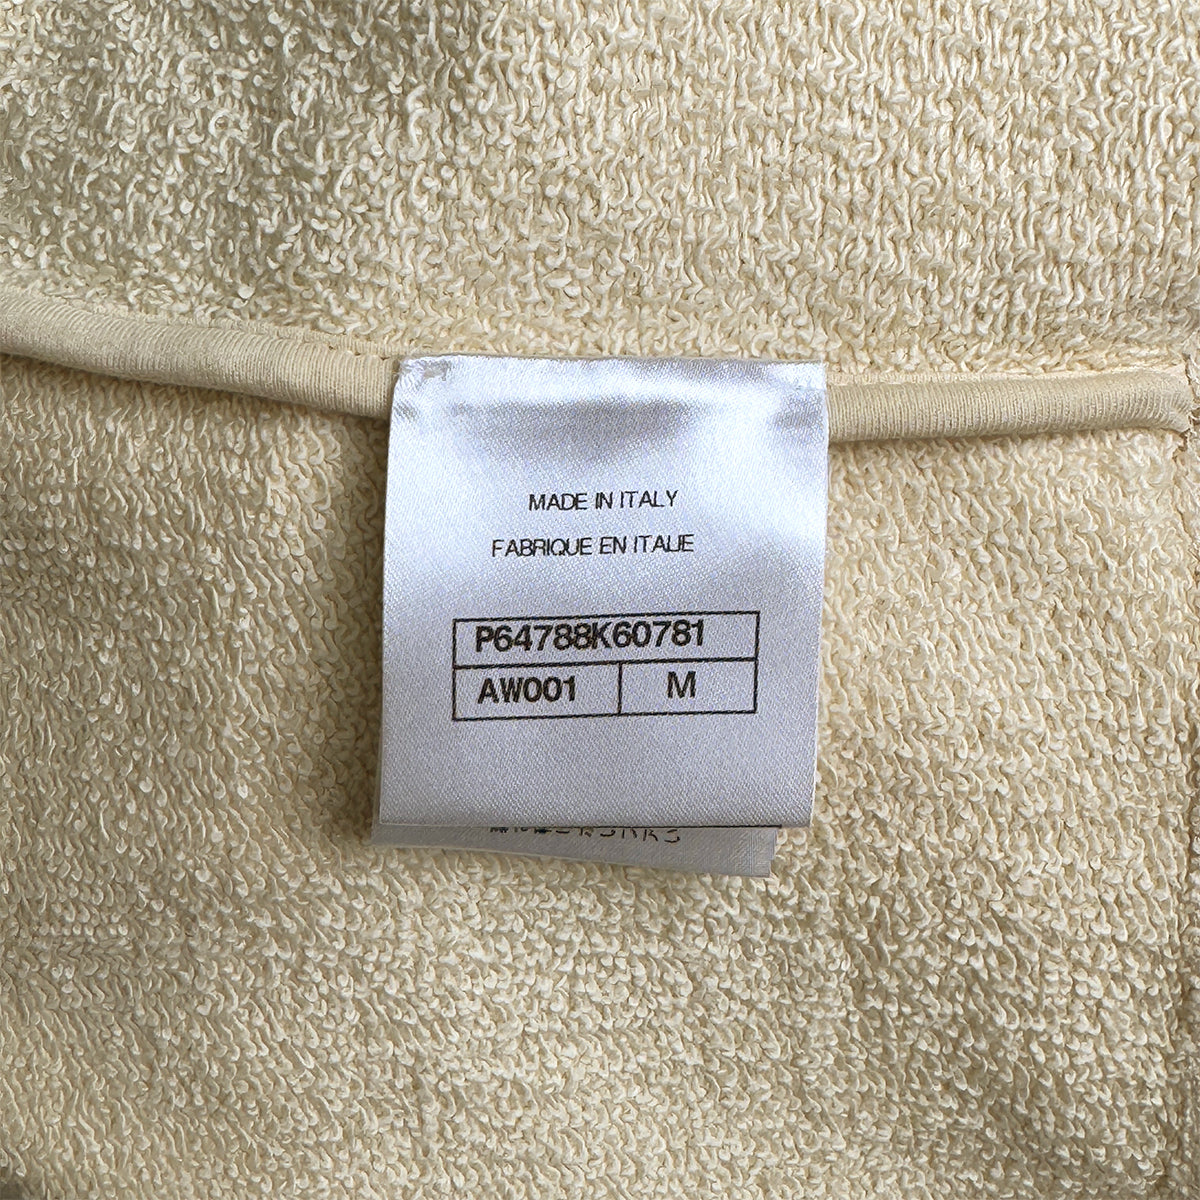 MADE IN ITALY
FABRIQUE EN ITALIE
P64788K60781
AW001 M